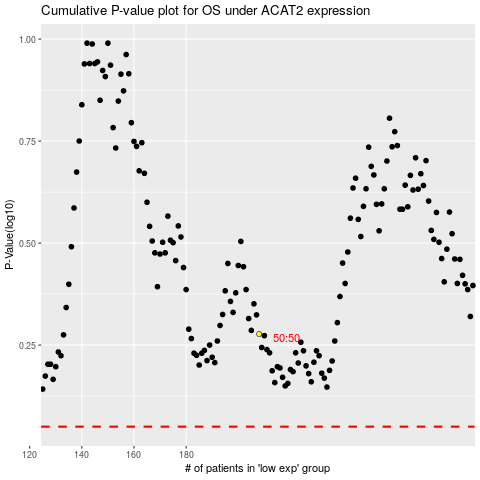 Cumulative P-value plot for OS under ACAT2 expression
P-Value(log10)
1.00
0.75
0.50
0.25
50:50
120 140 160 180
# of patients in 'low exp' group